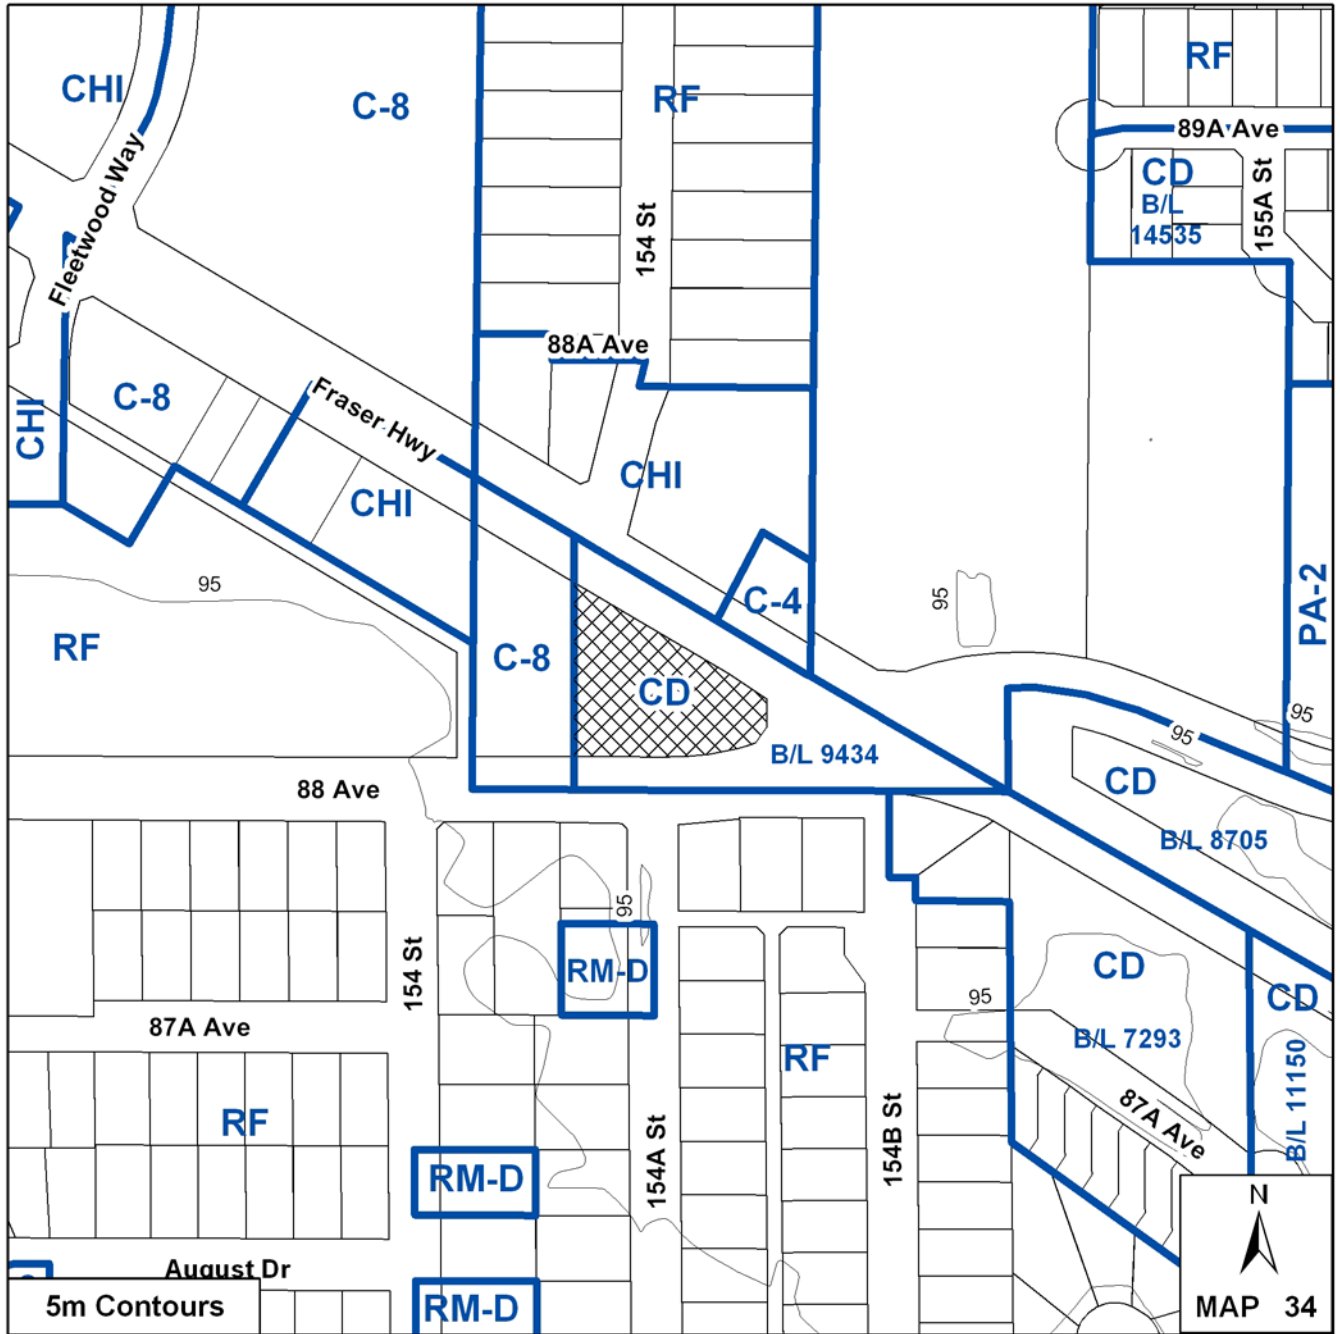 CHI
C-8
RF
RF
89A Ave
CD
B/L
14535
155A St
154 St
Fleetwood Way
88A Ave
C-8
CHI
Fraser Hwy
CHI
CHI
C-4
95
PA-2
95
RF
C-8
CD
B/L 9434
95
95
CD
B/L 8705
88 Ave
95
154 St
RM-D
CD
95
B/L 7293
CD
B/L 11150
87A Ave
RF
87A Ave
RF
154A St
154B St
RM-D
August Dr
RM-D
5m Contours
N
MAP 34